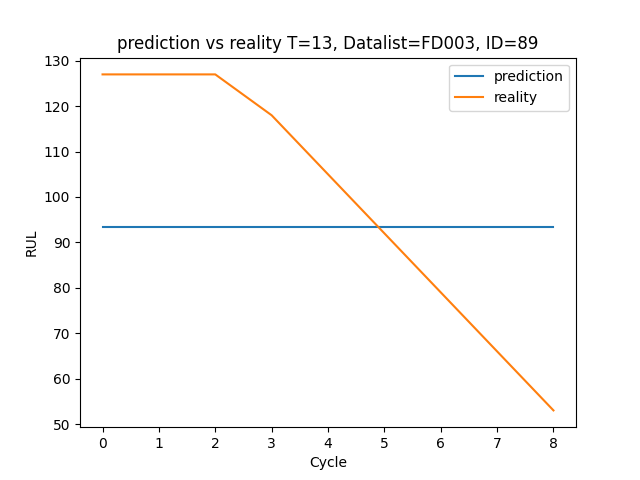 prediction vs reality T=13, Datalist=FD003, ID=89
prediction
reality
130
120
110
100
90
80
70
60
50
RUL
0 1 2 3 4 5 6 7 8
Cycle